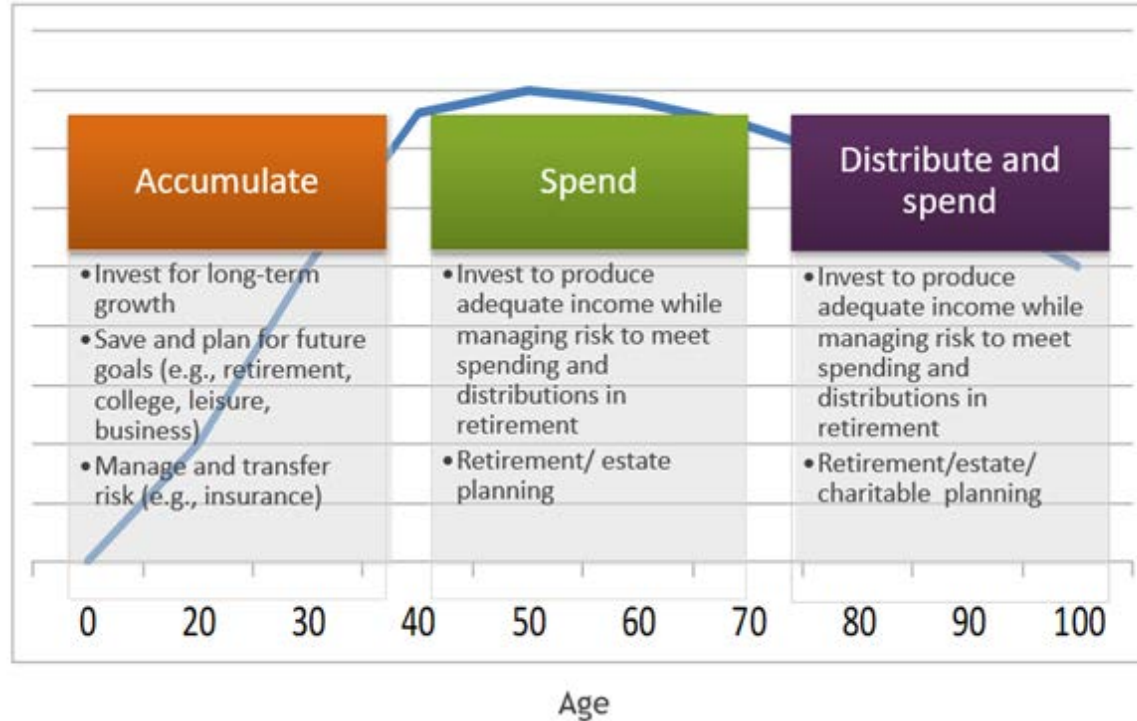 Accumulate
•Invest for long-term
growth
•Save and plan for future
goals (e.g., retirement,
college, leisure,
business)
•Manage and transfer
risk (e.g., insurance)
Spend
•Invest to produce
adequate income while
managing risk to meet
spending and
distributions in
retirement
•Retirement/ estate
planning
Distribute and
spend
•Invest to produce
adequate income while
managing risk to meet
spending and
distributions in
retirement
•Retirement/estate/
charitable planning
0 20 30 40 50 60 70 80 90 100
Age